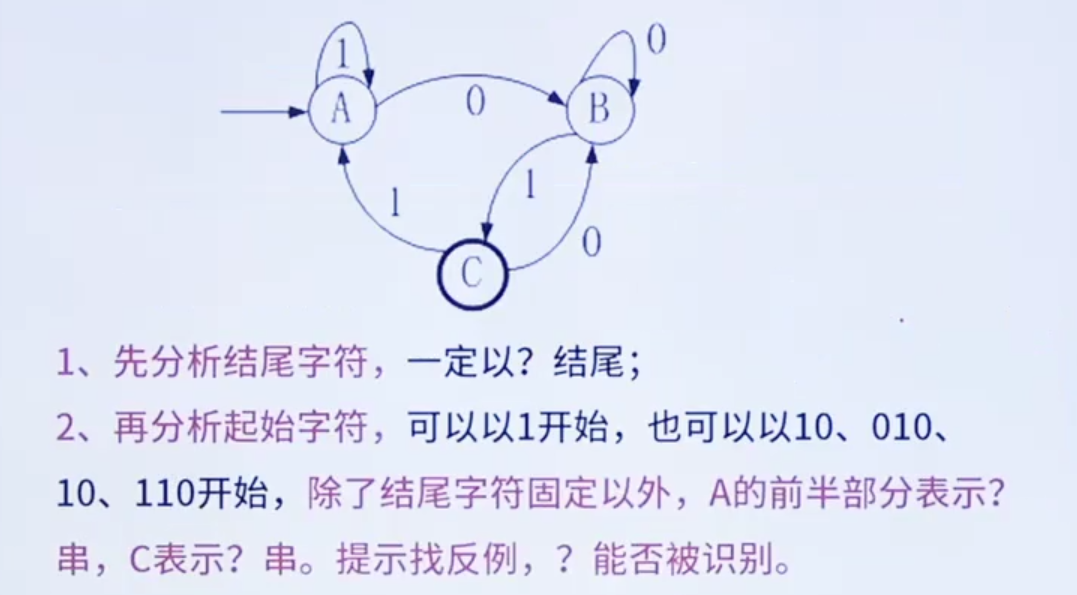 1
0
A
0
B
1
1
C
0
1、先分析结尾字符，一定以？结尾；
2、再分析起始字符，可以以1开始，也可以以10、010、
10、110开始，除了结尾字符固定以外，A的前半部分表示？
串，C表示？串。提示找反例，？能否被识别。